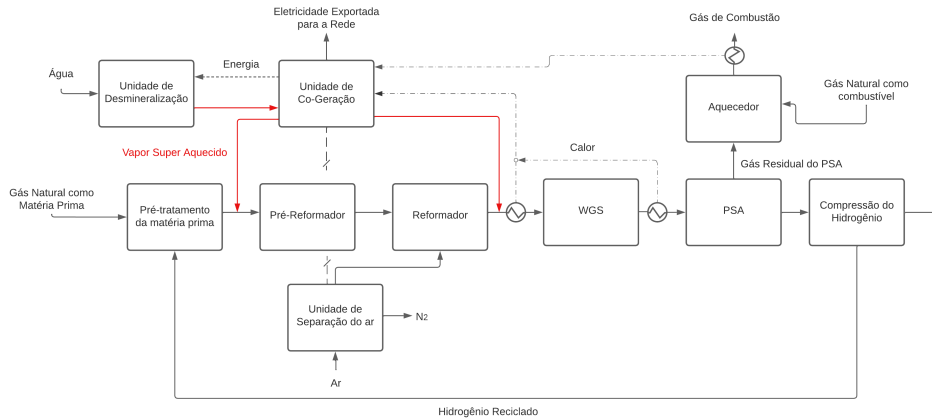 Eletricidade Exportada
para a Rede
Gás de Combustão
Energia
Água
Unidade de
Desmineralização
Unidade de
Co-Geração
Aquecedor
Gás Natural como
combustível
Vapor Super Aquecido
Calor
Gás Residual do PSA
Gás Natural como
Matéria Prima
Pré-tratamento
da matéria prima
Pré-Reformador
Reformador
WGS
PSA
Compressão do
Hidrogênio
Unidade de
Separação do ar
N2
Ar
Hidrogênio Reciclado